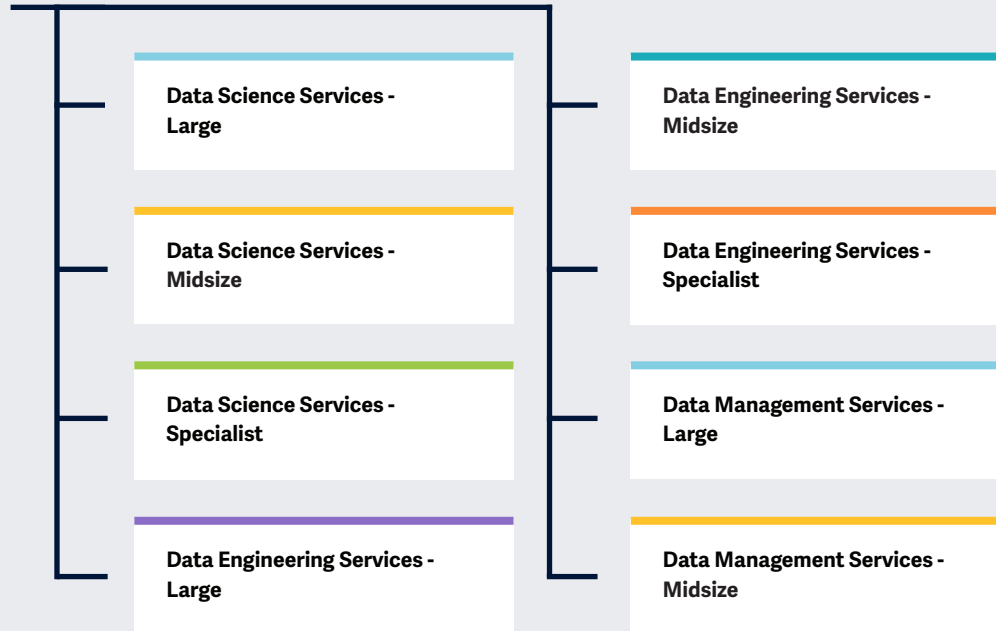 Data Science Services -
Large
Data Science Services -
Midsize
Data Science Services -
Specialist
Data Engineering Services -
Large
Data Engineering Services -
Midsize
Data Engineering Services -
Specialist
Data Management Services -
Large
Data Management Services -
Midsize